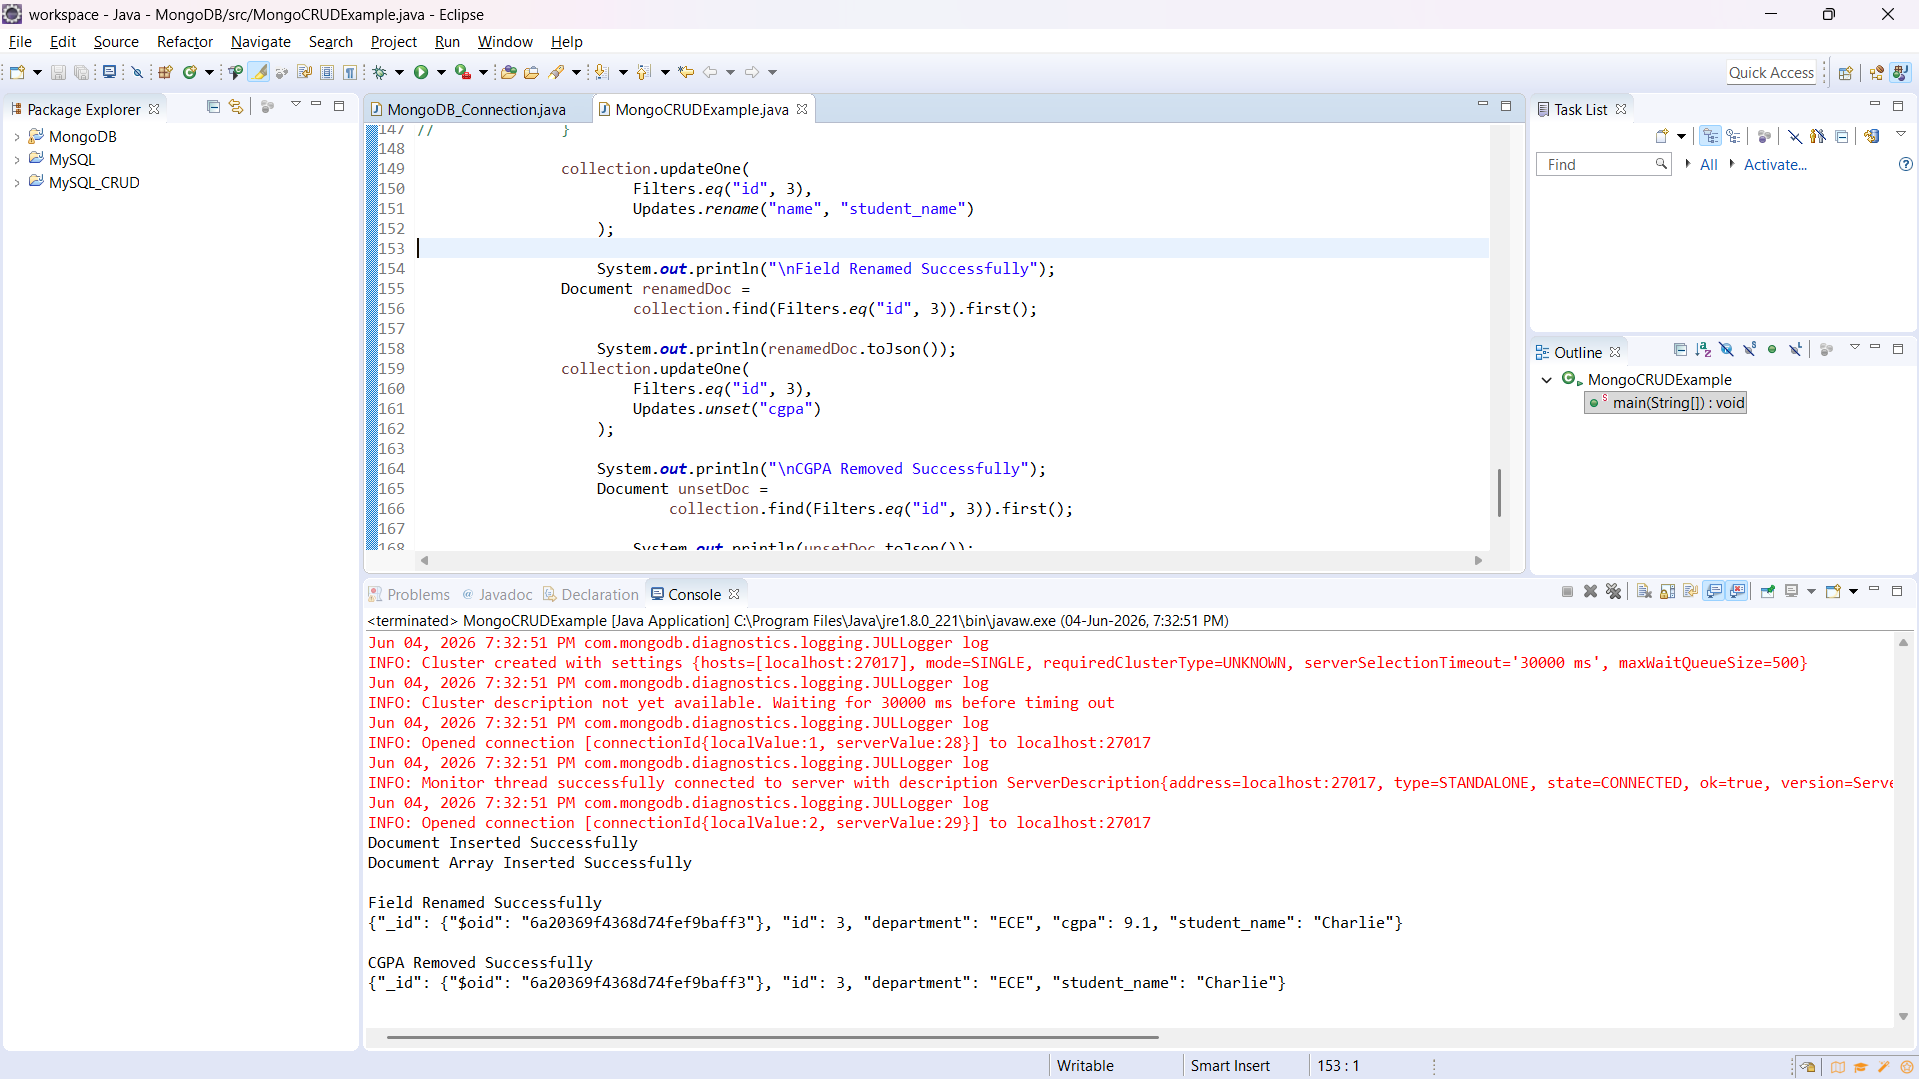 workspace - Java - MongoDB/src/MongoCRUDExample.java - Eclipse
File Edit Source Refactor Navigate Search Project Run Window Help
Quick Access
Package Explorer
MongoDB
MySQL
MySQL_CRUD
MongoDB_Connection.java MongoCRUDExample.java
147 // }
148
149 collection.updateOne(
150 Filters.eq("id", 3),
151 Updates.rename("name", "student_name")
152 );
153
154 System.out.println("\nField Renamed Successfully");
155 Document renamedDoc =
156 collection.find(Filters.eq("id", 3)).first();
157
158 System.out.println(renamedDoc.toJson());
159 collection.updateOne(
160 Filters.eq("id", 3),
161 Updates.unset("cgpa")
162 );
163
164 System.out.println("\nCGPA Removed Successfully");
165 Document unsetDoc =
166 collection.find(Filters.eq("id", 3)).first();
167
168 System.out.println(unsetDoc.toJson());
Task List
Find All Activate...
Outline
MongoCRUDExample
main(String[]) : void
Problems @ Javadoc Declaration Console
<terminated> MongoCRUDExample [Java Application] C:\Program Files\Java\jre1.8.0_221\bin\javaw.exe (04-Jun-2026, 7:32:51 PM)
Jun 04, 2026 7:32:51 PM com.mongodb.diagnostics.logging.JULLogger log
INFO: Cluster created with settings {hosts=[localhost:27017], mode=SINGLE, requiredClusterType=UNKNOWN, serverSelectionTimeout='30000 ms', maxWaitQueueSize=500}
Jun 04, 2026 7:32:51 PM com.mongodb.diagnostics.logging.JULLogger log
INFO: Cluster description not yet available. Waiting for 30000 ms before timing out
Jun 04, 2026 7:32:51 PM com.mongodb.diagnostics.logging.JULLogger log
INFO: Opened connection [connectionId{localValue:1, serverValue:28}] to localhost:27017
Jun 04, 2026 7:32:51 PM com.mongodb.diagnostics.logging.JULLogger log
INFO: Monitor thread successfully connected to server with description ServerDescription{address=localhost:27017, type=STANDALONE, state=CONNECTED, ok=true, version=Serve
Jun 04, 2026 7:32:51 PM com.mongodb.diagnostics.logging.JULLogger log
INFO: Opened connection [connectionId{localValue:2, serverValue:29}] to localhost:27017
Document Inserted Successfully
Document Array Inserted Successfully
Field Renamed Successfully
{"_id": {"$oid": "6a20369f4368d74fef9baff3"}, "id": 3, "department": "ECE", "cgpa": 9.1, "student_name": "Charlie"}
CGPA Removed Successfully
{"_id": {"$oid": "6a20369f4368d74fef9baff3"}, "id": 3, "department": "ECE", "student_name": "Charlie"}
Writable Smart Insert 153 : 1